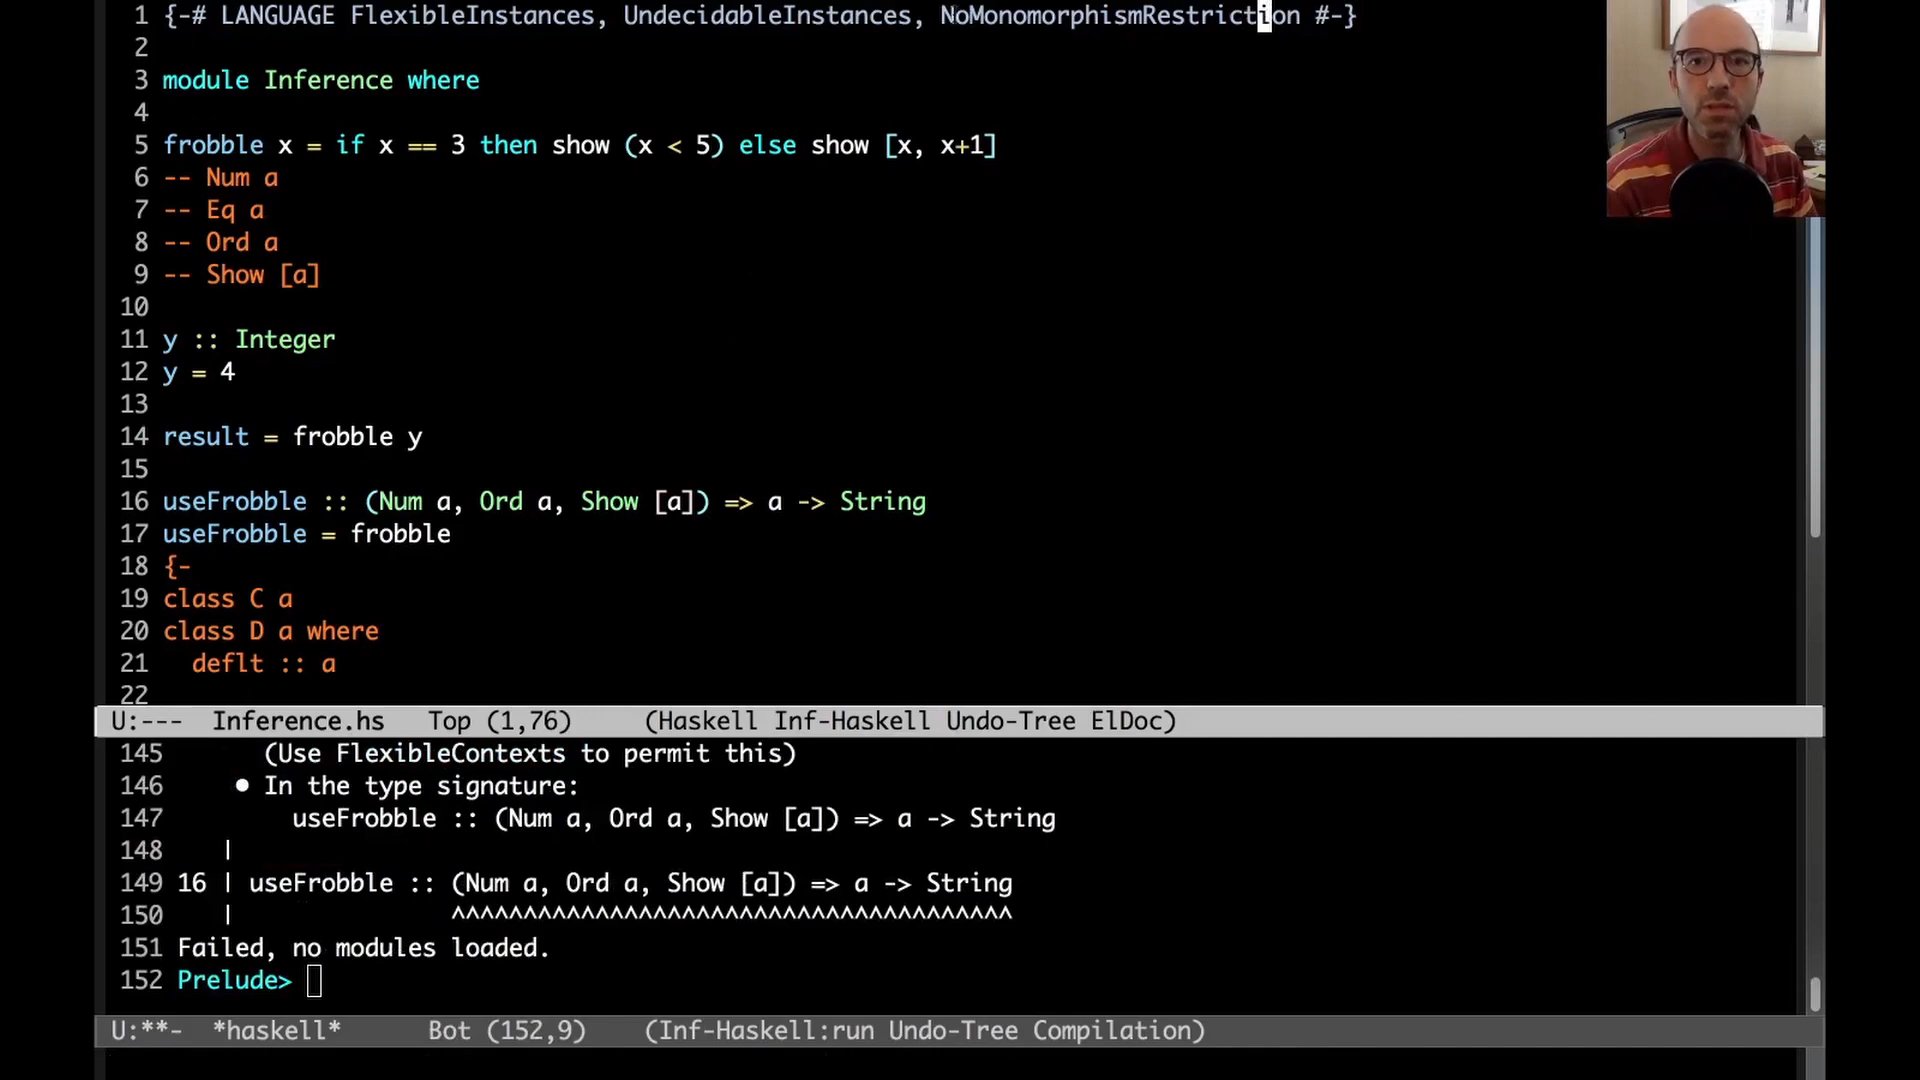 1 {-# LANGUAGE FlexibleInstances, UndecidableInstances, NoMonomorphismRestriction #-}
2
3 module Inference where
4
5 frobble x = if x == 3 then show (x < 5) else show [x, x+1]
6 -- Num a
7 -- Eq a
8 -- Ord a
9 -- Show [a]
10
11 y :: Integer
12 y = 4
13
14 result = frobble y
15
16 useFrobble :: (Num a, Ord a, Show [a]) => a -> String
17 useFrobble = frobble
18 {-
19 class C a
20 class D a where
21   deflt :: a
22
U:---  Inference.hs   Top (1,76)     (Haskell Inf-Haskell Undo-Tree ElDoc)
145       (Use FlexibleContexts to permit this)
146     • In the type signature:
147         useFrobble :: (Num a, Ord a, Show [a]) => a -> String
148    |
149 16 | useFrobble :: (Num a, Ord a, Show [a]) => a -> String
150    |               ^^^^^^^^^^^^^^^^^^^^^^^^^^^^^^^^^^^^^^^
151 Failed, no modules loaded.
152 Prelude>
U:**-  *haskell*      Bot (152,9)    (Inf-Haskell:run Undo-Tree Compilation)